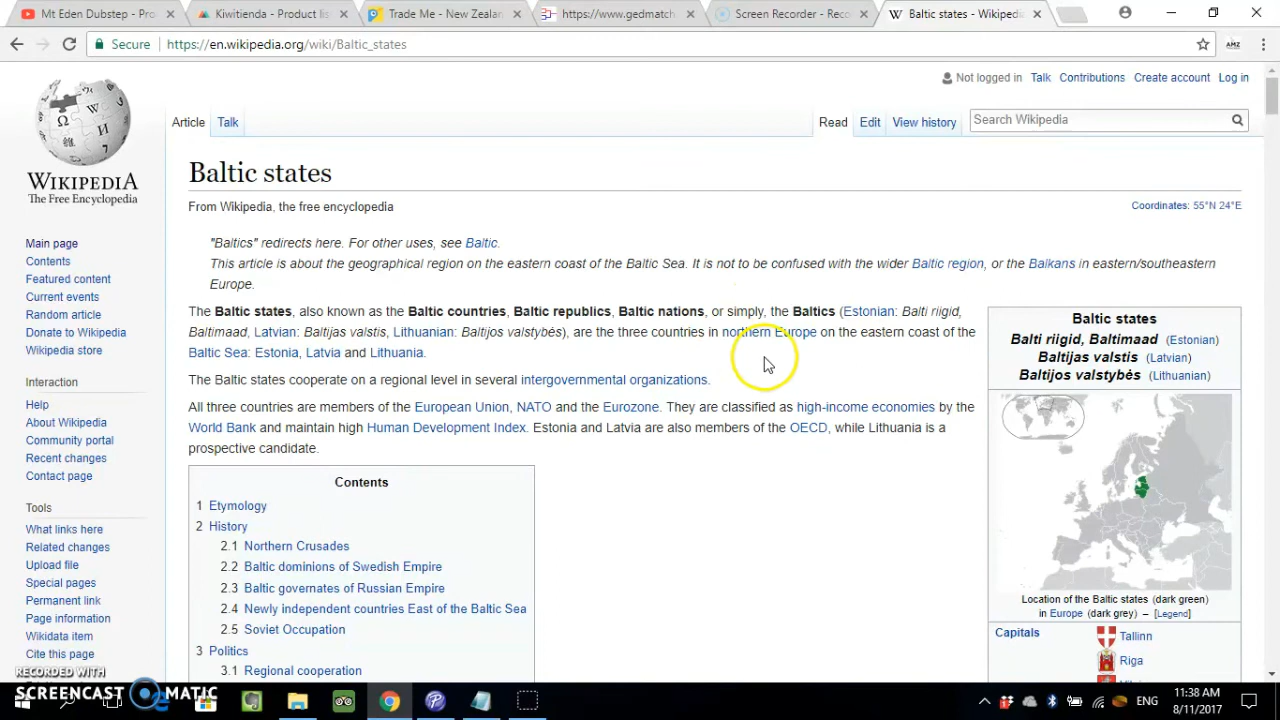 Mt Eden Dubstep - Pro
Kiwitienda - Product lis
Trade Me - New Zealan
https://www.gedmatch
Screen Recorder - Reco
Baltic states - Wikipedi
Secure
https://en.wikipedia.org/wiki/Baltic_states
AMZ
Not logged in Talk Contributions Create account Log in
Article Talk
Read Edit View history
Search Wikipedia
WIKIPEDIA
The Free Encyclopedia
Main page
Contents
Featured content
Current events
Random article
Donate to Wikipedia
Wikipedia store
Interaction
Help
About Wikipedia
Community portal
Recent changes
Contact page
Tools
What links here
Related changes
Upload file
Special pages
Permanent link
Page information
Wikidata item
Cite this page
Baltic states
From Wikipedia, the free encyclopedia
Coordinates: 55°N 24°E
"Baltics" redirects here. For other uses, see Baltic.
This article is about the geographical region on the eastern coast of the Baltic Sea. It is not to be confused with the wider Baltic region, or the Balkans in eastern/southeastern
Europe.
The Baltic states, also known as the Baltic countries, Baltic republics, Baltic nations, or simply, the Baltics (Estonian: Balti riigid,
Baltimaad, Latvian: Baltijas valstis, Lithuanian: Baltijos valstybės), are the three countries in northern Europe on the eastern coast of the
Baltic Sea: Estonia, Latvia and Lithuania.
The Baltic states cooperate on a regional level in several intergovernmental organizations.
All three countries are members of the European Union, NATO and the Eurozone. They are classified as high-income economies by the
World Bank and maintain high Human Development Index. Estonia and Latvia are also members of the OECD, while Lithuania is a
prospective candidate.
Contents
1 Etymology
2 History
2.1 Northern Crusades
2.2 Baltic dominions of Swedish Empire
2.3 Baltic governates of Russian Empire
2.4 Newly independent countries East of the Baltic Sea
2.5 Soviet Occupation
3 Politics
3.1 Regional cooperation
Baltic states
Balti riigid, Baltimaad (Estonian)
Baltijas valstis (Latvian)
Baltijos valstybės (Lithuanian)
Location of the Baltic states (dark green)
in Europe (dark grey) – [Legend]
Capitals
Tallinn
Riga
RECORDED WITH
SCREENCAST MATIC
ENG
11:38 AM
8/11/2017